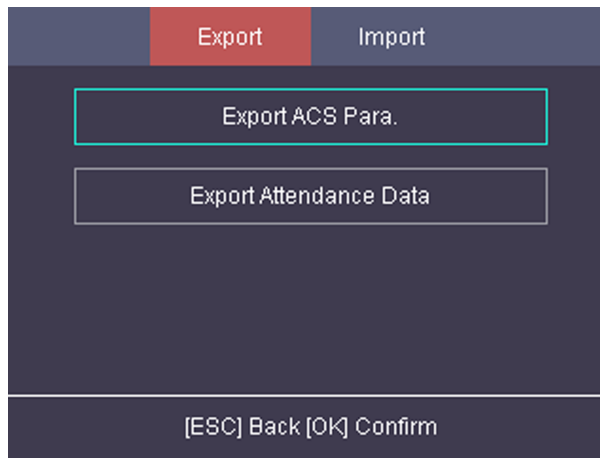 Export Import
Export ACS Para.
Export Attendance Data
[ESC] Back [OK] Confirm